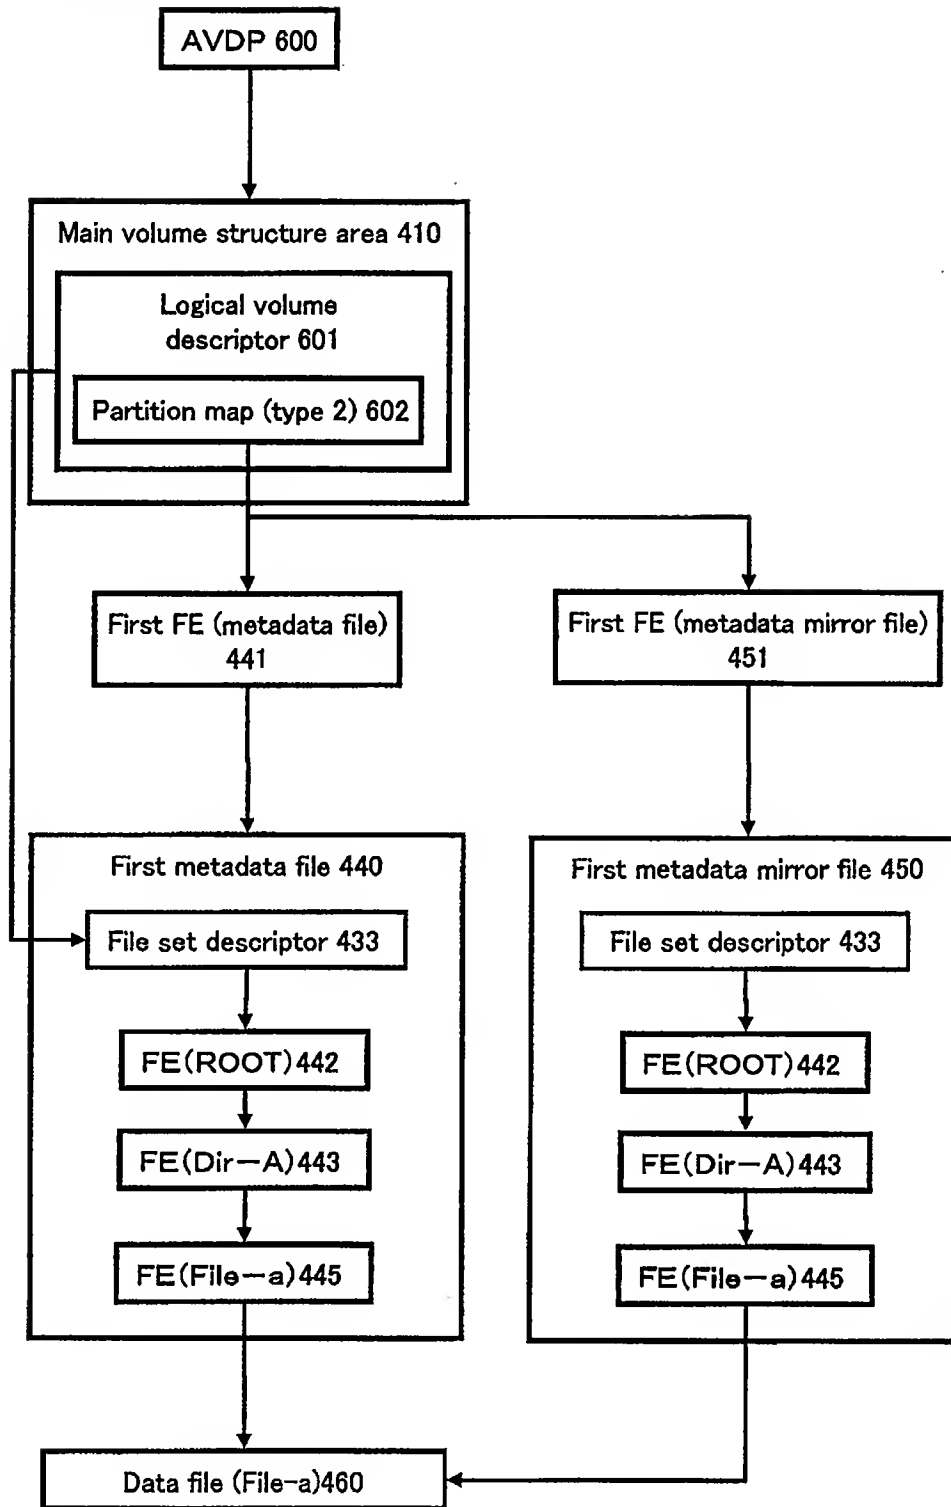 AVDP 600
Main volume structure area 410
Logical volume
descriptor 601
Partition map (type 2) 602
First FE (metadata file)
441
First FE (metadata mirror file)
451
First metadata file 440
File set descriptor 433
FE(ROOT)442
FE(Dir-A)443
FE(File-a)445
First metadata mirror file 450
File set descriptor 433
FE(ROOT)442
FE(Dir-A)443
FE(File-a)445
Data file (File-a)460